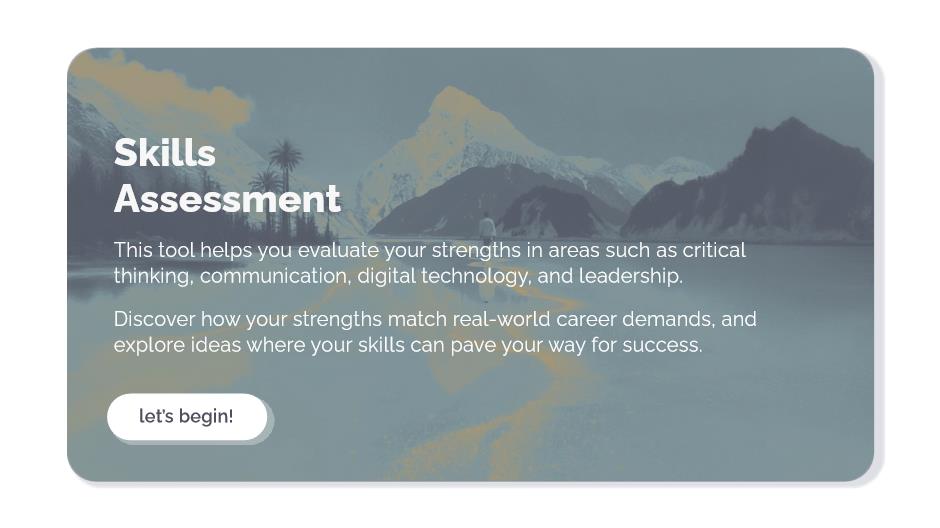 Skills
Assessment
This tool helps you evaluate your strengths in areas such as critical
thinking, communication, digital technology, and leadership.
Discover how your strengths match real-world career demands, and
explore ideas where your skills can pave your way for success.
let's begin!